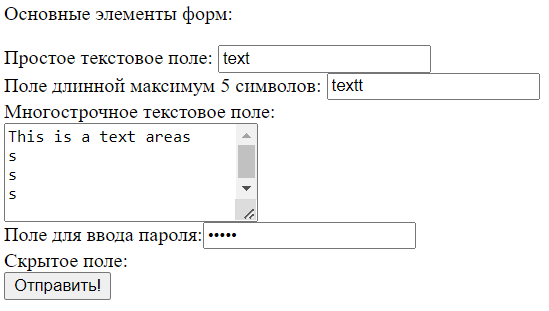 Основные элементы форм:
Простое текстовое поле: text
Поле длинной максимум 5 символов: textt
Многострочное текстовое поле:
This is a text areas
s
s
s
Поле для ввода пароля: •••••
Скрытое поле:
Отправить!